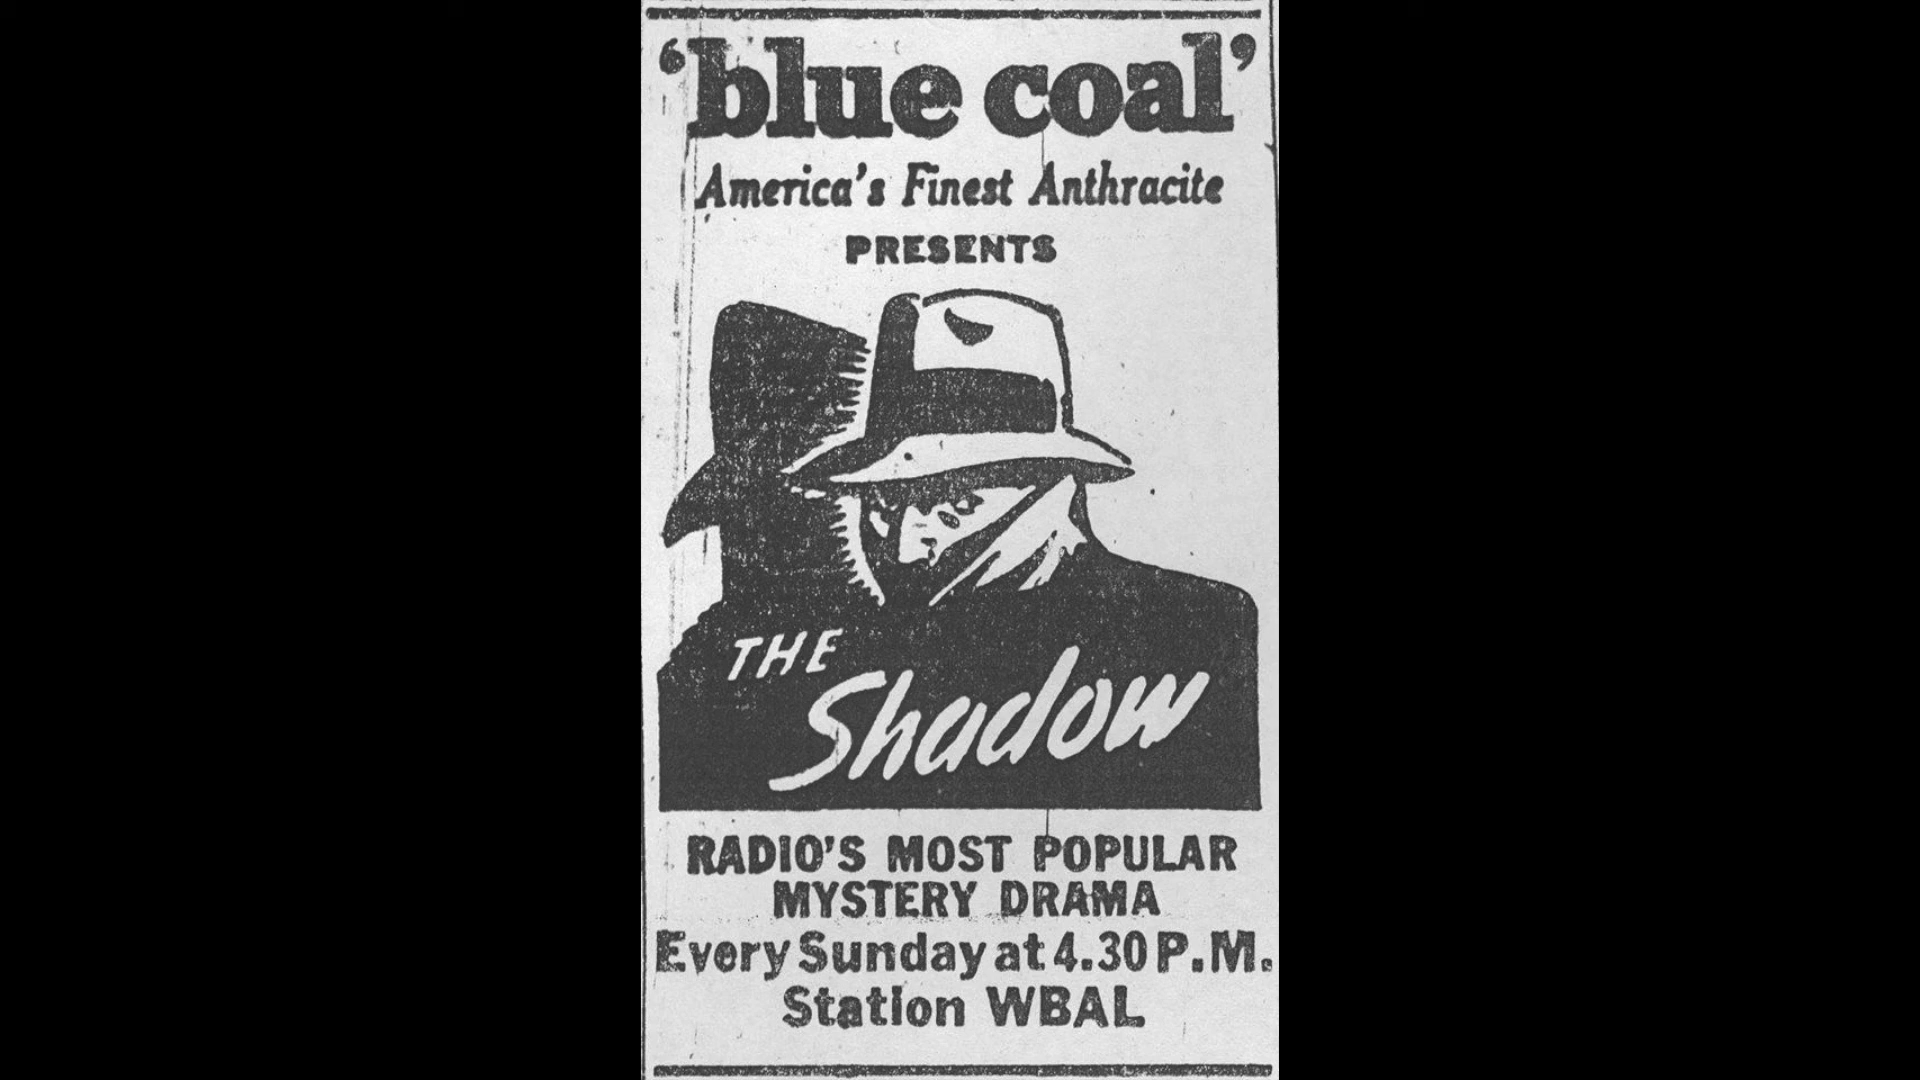 'blue coal'
America's Finest Anthracite
PRESENTS
THE
Shadow
RADIO'S MOST POPULAR
MYSTERY DRAMA
Every Sunday at 4.30 P.M.
Station WBAL